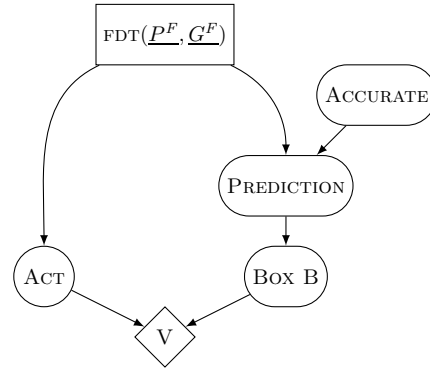 FDT(P^F, G^F)
ACCURATE
PREDICTION
ACT
BOX B
V